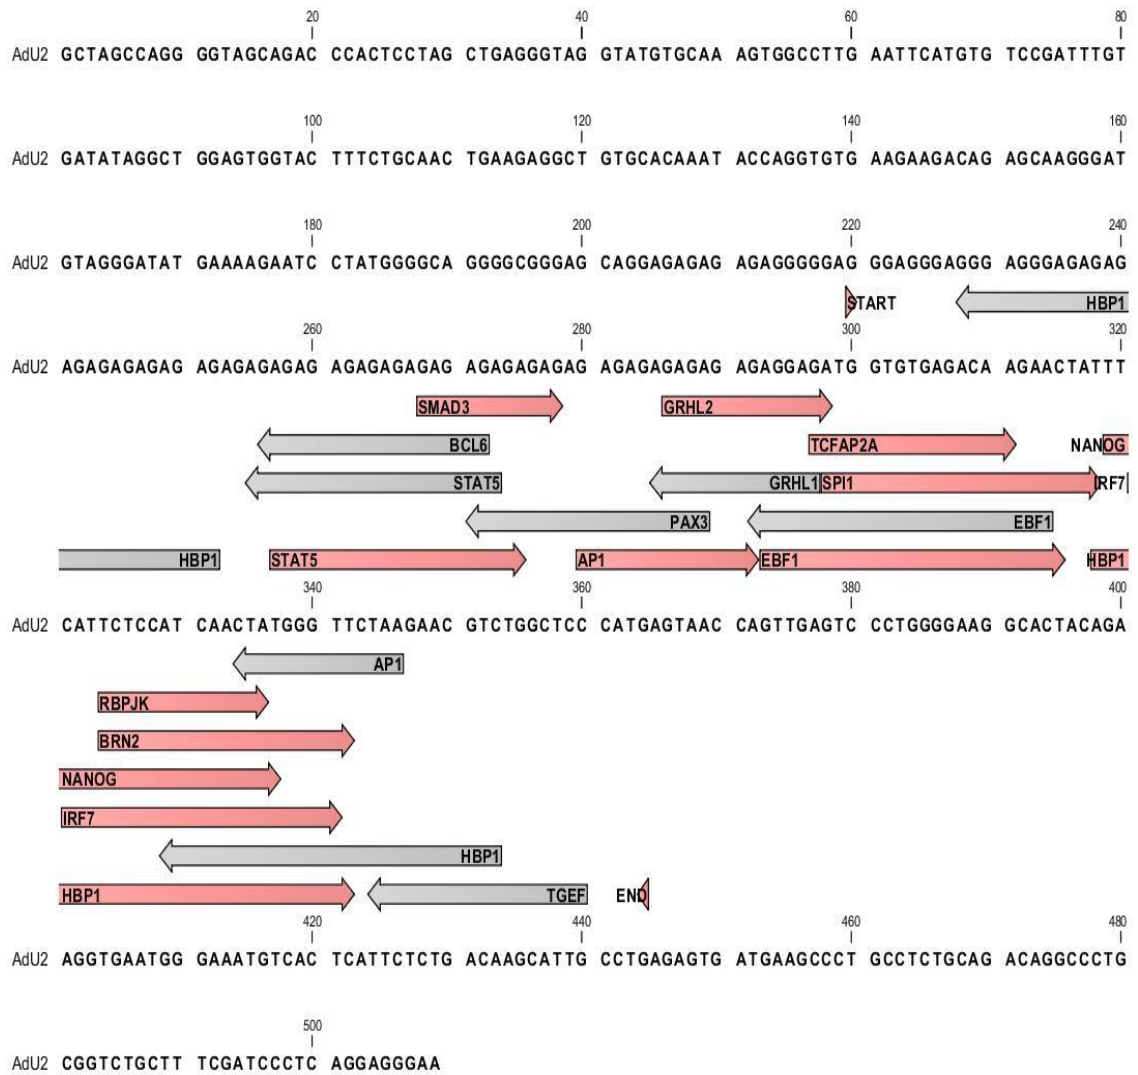 20 40 60 80
AdU2 GCTAGCCAGG GGTAGCAGAC CCACTCCTAG CTGAGGGTAG GTATGTGCAA AGTGGCCTTG AATTCATGTG TCCGATTTGT
100 120 140 160
AdU2 GATATAGGCT GGAGTGGTAC TTTCTGCAAC TGAAGAGGCT GTGCACAAAT ACCAGGTGTG AAGAAGACAG AGCAAGGGAT
180 200 220 240
AdU2 GTAGGGATAT GAAAAGAATC CTATGGGGCA GGGGCGGGAG CAGGAGAGAG AGAGGGGGAG GGAGGGAGGG AGGGAGAGAG
START HBP1
260 280 300 320
AdU2 AGAGAGAGAG AGAGAGAGAG AGAGAGAGAG AGAGAGAGAG AGAGAGAGAG AGAGGAGATG GTGTGAGACA AGAACTATTT
SMAD3 GRHL2
BCL6 TCFAP2A NANOG
STAT5 GRHL1 SPI1 IRF7
PAX3 EBF1
HBP1 STAT5 AP1 EBF1 HBP1
340 360 380 400
AdU2 CATTCTCCAT CAACTATGGG TTCTAAGAAC GTCTGGCTCC CATGAGTAAC CAGTTGAGTC CCTGGGGAAG GCACTACAGA
AP1
RBPJK
BRN2
NANOG
IRF7
HBP1
HBP1 TGEF END
420 440 460 480
AdU2 AGGTGAATGG GAAATGTCAC TCATTCTCTG ACAAGCATTG CCTGAGAGTG ATGAAGCCCT GCCTCTGCAG ACAGGCCCTG
500
AdU2 CGGTCTGCTT TCGATCCCTC AGGAGGGAA